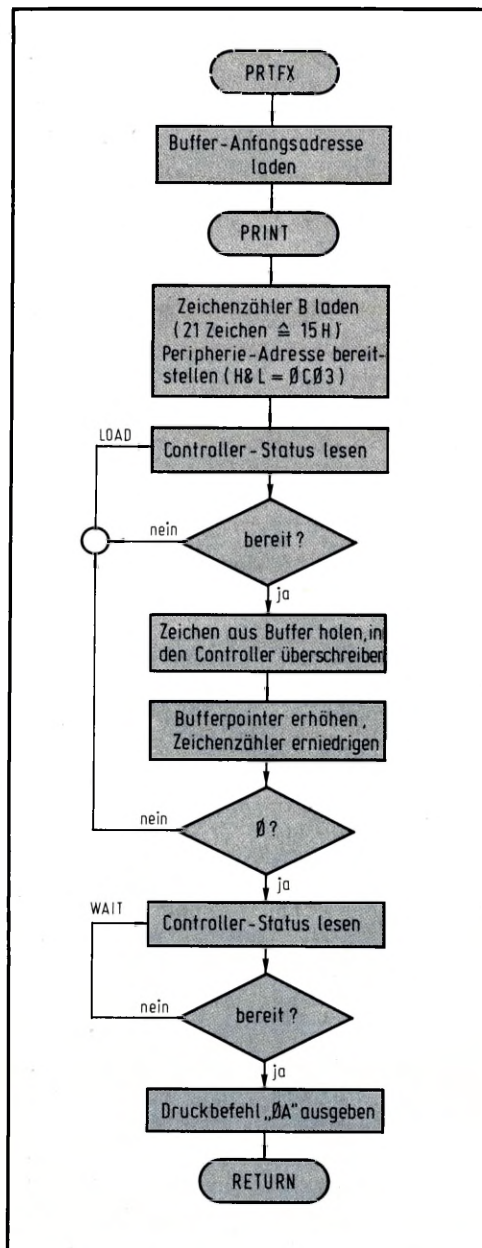 PRTFX
Buffer-Anfangsadresse
laden
PRINT
Zeichenzähler B laden
(21 Zeichen ≙ 15H)
Peripherie-Adresse bereit-
stellen (H&L = ØCØ3)
LOAD
Controller-Status lesen
nein
bereit?
ja
Zeichen aus Buffer holen, in
den Controller überschreiben
Bufferpointer erhöhen,
Zeichenzähler erniedrigen
nein
Ø?
ja
WAIT
Controller-Status lesen
nein
bereit?
ja
Druckbefehl „ØA" ausgeben
RETURN